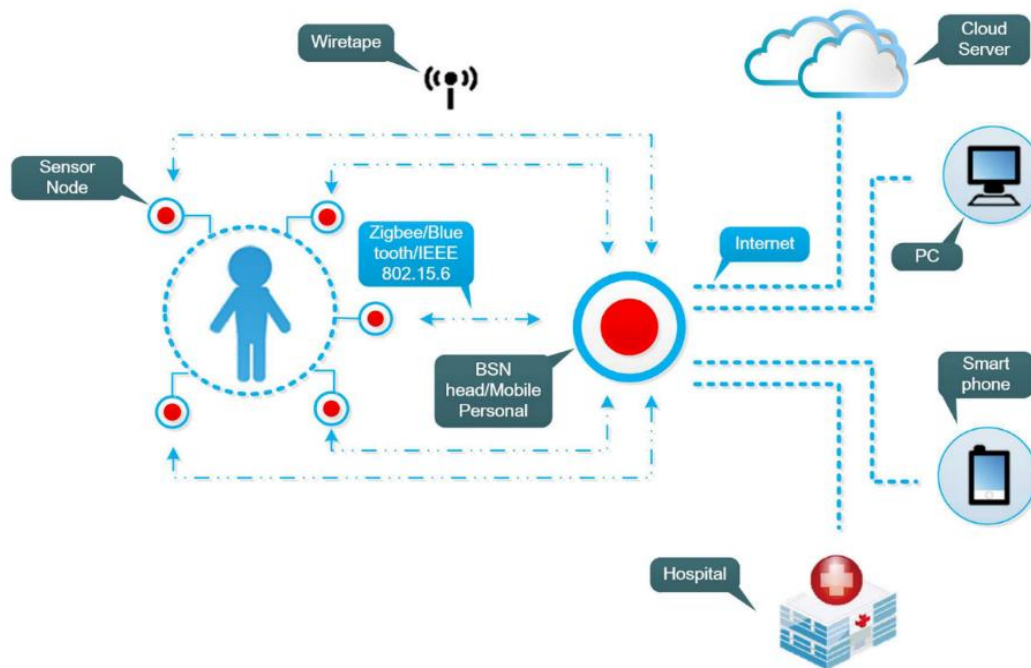 Wiretape
Cloud
Server
Sensor
Node
Zigbee/Blue
tooth/IEEE
802.15.6
Internet
PC
BSN
head/Mobile
Personal
Smart
phone
Hospital